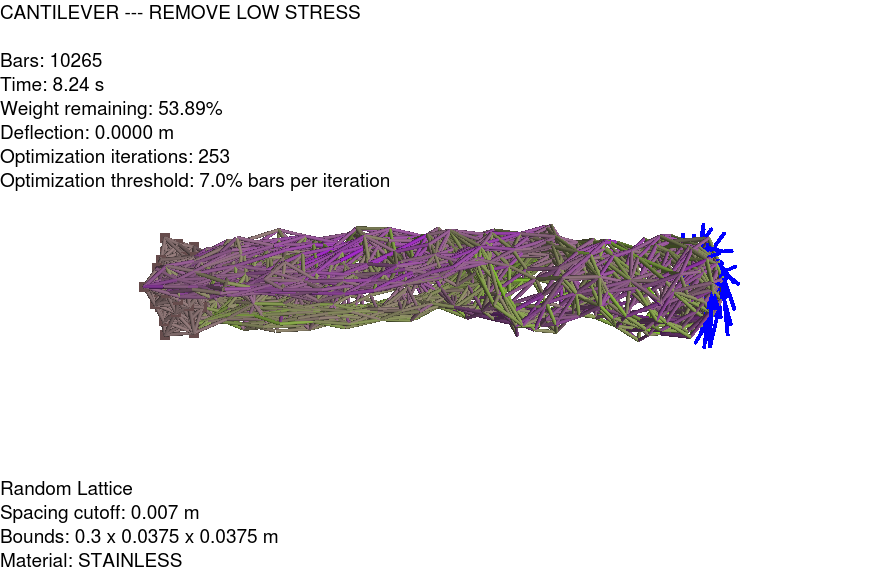 CANTILEVER --- REMOVE LOW STRESS
Bars: 10265
Time: 8.24 s
Weight remaining: 53.89%
Deflection: 0.0000 m
Optimization iterations: 253
Optimization threshold: 7.0% bars per iteration
Random Lattice
Spacing cutoff: 0.007 m
Bounds: 0.3 x 0.0375 x 0.0375 m
Material: STAINLESS